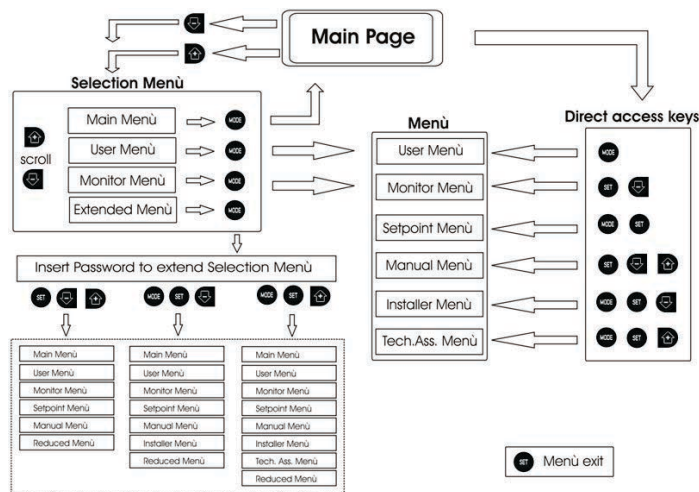 Main Page
Selection Menù
Main Menù
MODE
User Menù
MODE
Monitor Menù
MODE
Extended Menù
MODE
scroll
Insert Password to extend Selection Menù
SET
MODE SET
MODE SET
Main Menù
User Menù
Monitor Menù
Setpoint Menù
Manual Menù
Reduced Menù
Main Menù
User Menù
Monitor Menù
Setpoint Menù
Manual Menù
Installer Menù
Reduced Menù
Main Menù
User Menù
Monitor Menù
Setpoint Menù
Manual Menù
Installer Menù
Tech. Ass. Menù
Reduced Menù
Menù
User Menù
Monitor Menù
Setpoint Menù
Manual Menù
Installer Menù
Tech.Ass. Menù
Direct access keys
MODE
SET
MODE SET
SET
MODE SET
MODE SET
SET Menù exit